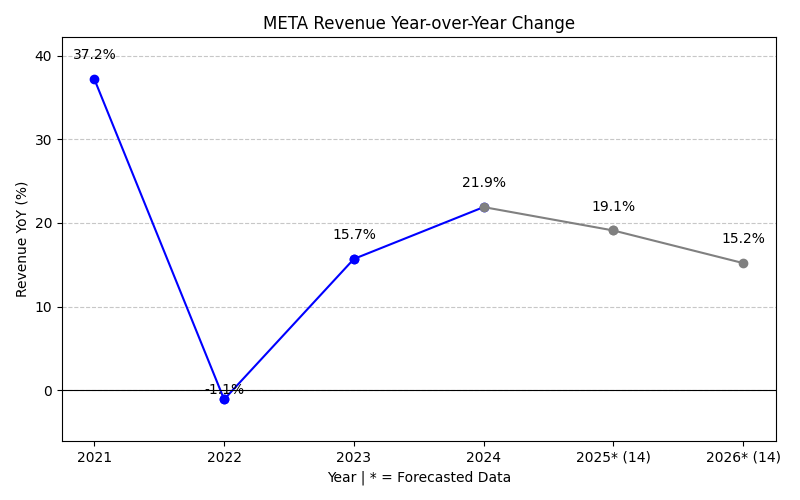 META Revenue Year-over-Year Change
37.2%
40
30
21.9%
19.1%
20
15.7%
15.2%
10
-1.1%
0
Revenue YoY (%)
2021 2022 2023 2024 2025* (14) 2026* (14)
Year | * = Forecasted Data